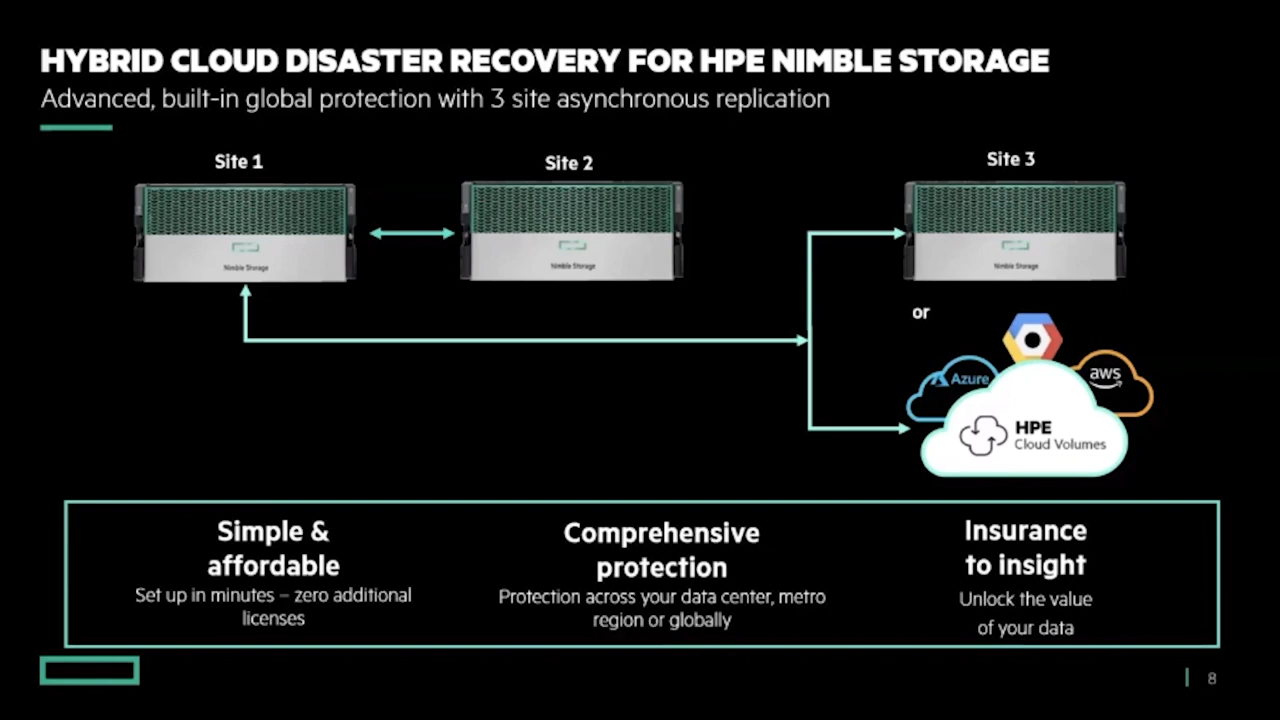 HYBRID CLOUD DISASTER RECOVERY FOR HPE NIMBLE STORAGE
Advanced, built-in global protection with 3 site asynchronous replication
Site 1
Site 2
Site 3
Nimble Storage
Nimble Storage
Nimble Storage
or
Azure
aws
HPE
Cloud Volumes
Simple &
affordable
Set up in minutes – zero additional
licenses
Comprehensive
protection
Protection across your data center, metro
region or globally
Insurance
to insight
Unlock the value
of your data
8